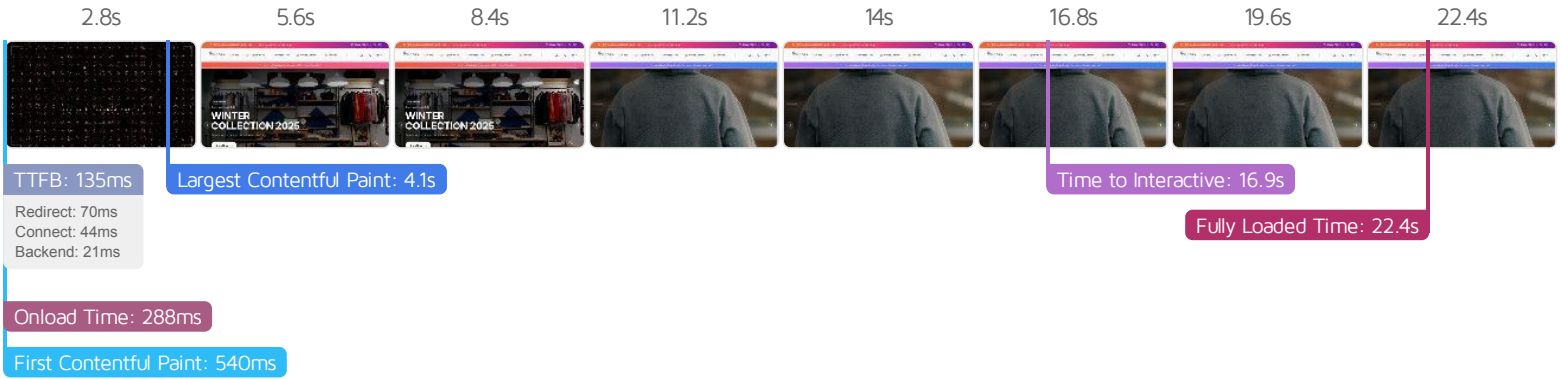 2.8s 5.6s 8.4s 11.2s 14s 16.8s 19.6s 22.4s
WINTER
COLLECTION 2025
WINTER
COLLECTION 2025
TTFB: 135ms
Redirect: 70ms
Connect: 44ms
Backend: 21ms
Largest Contentful Paint: 4.1s
Time to Interactive: 16.9s
Fully Loaded Time: 22.4s
Onload Time: 288ms
First Contentful Paint: 540ms